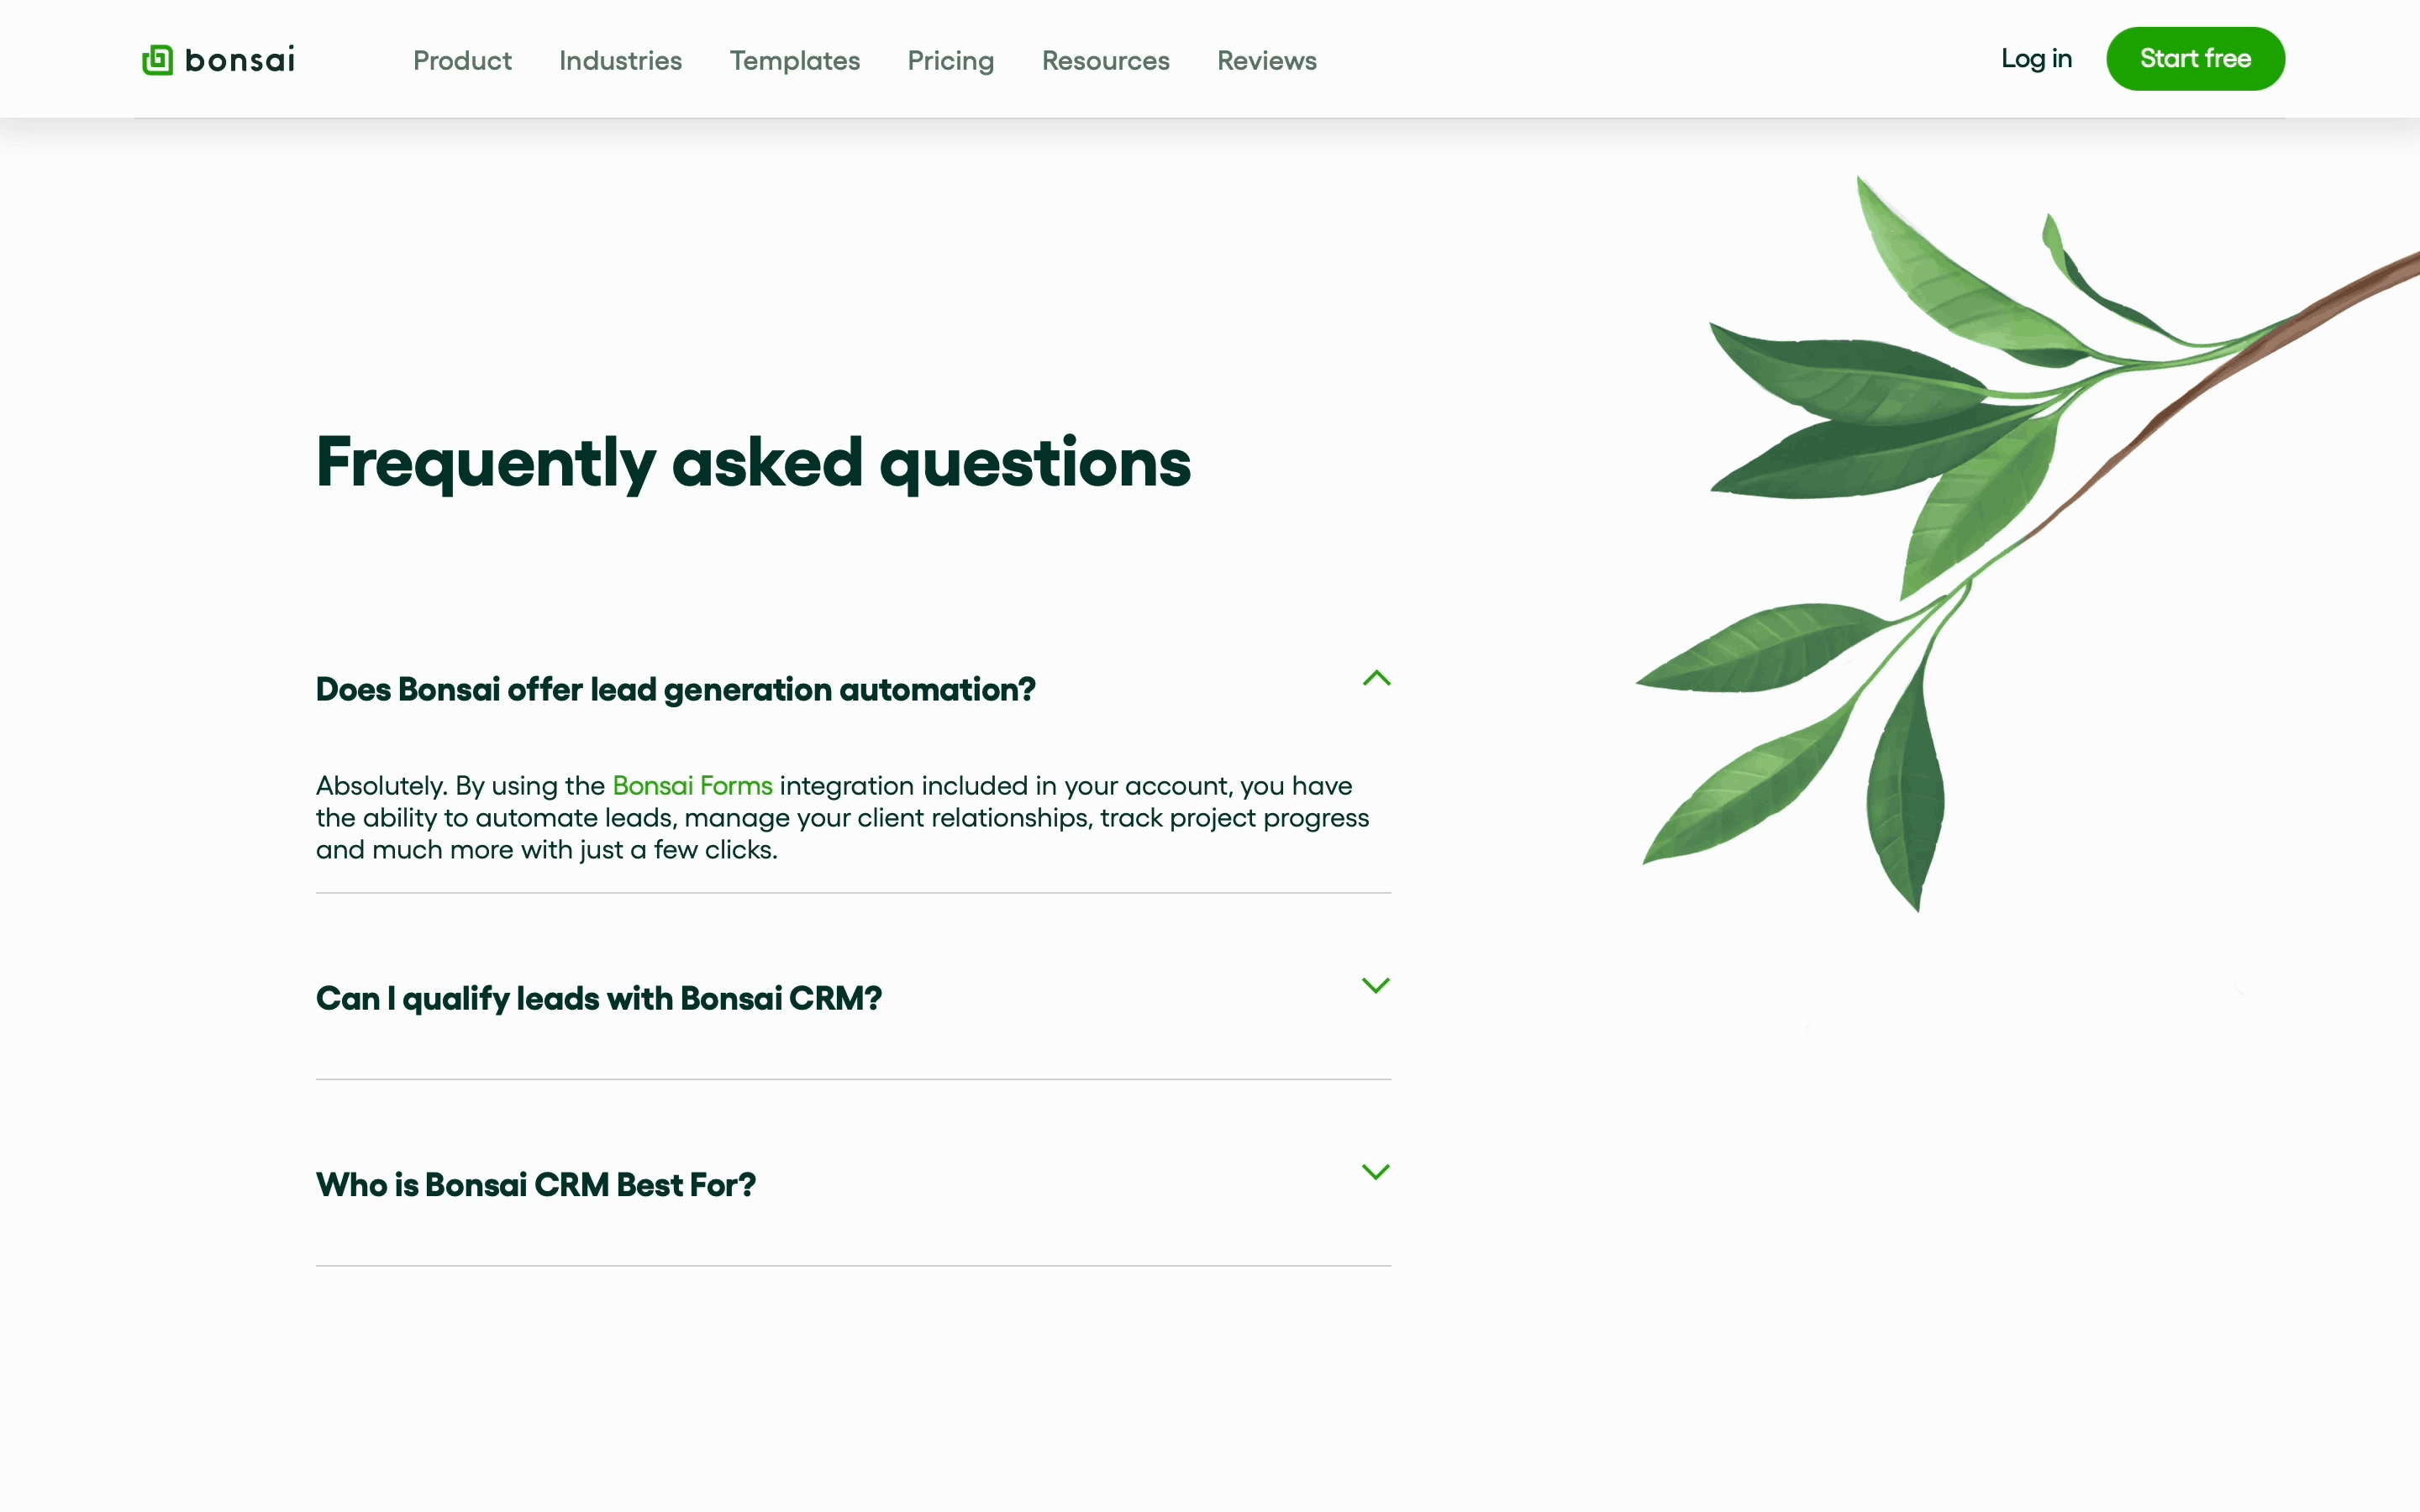 bonsai
Product Industries Templates Pricing Resources Reviews
Log in
Start free
Frequently asked questions
Does Bonsai offer lead generation automation?
Absolutely. By using the Bonsai Forms integration included in your account, you have
the ability to automate leads, manage your client relationships, track project progress
and much more with just a few clicks.
Can I qualify leads with Bonsai CRM?
Who is Bonsai CRM Best For?